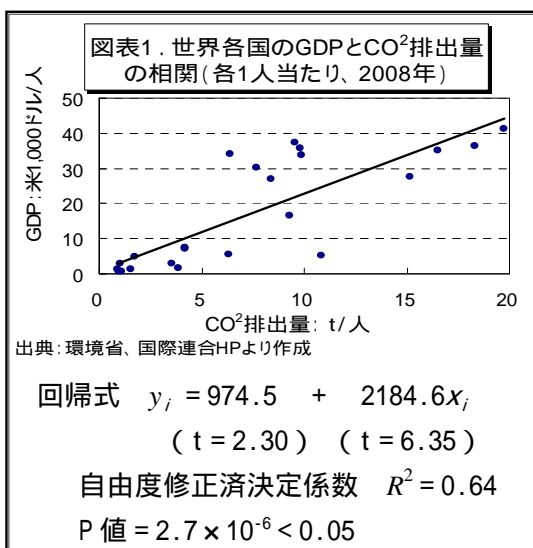 図表1．世界各国のGDPとCO²排出量
の相関（各1人当たり、2008年）
GDP：米1,000ドル/人
50
40
30
20
10
0
0 5 10 15 20
CO²排出量： t/人
出典：環境省、国際連合HPより作成
回帰式 yᵢ = 974.5 + 2184.6xᵢ
（t=2.30） （t=6.35）
自由度修正済決定係数 R² = 0.64
P値＝2.7×10⁻⁶＜0.05